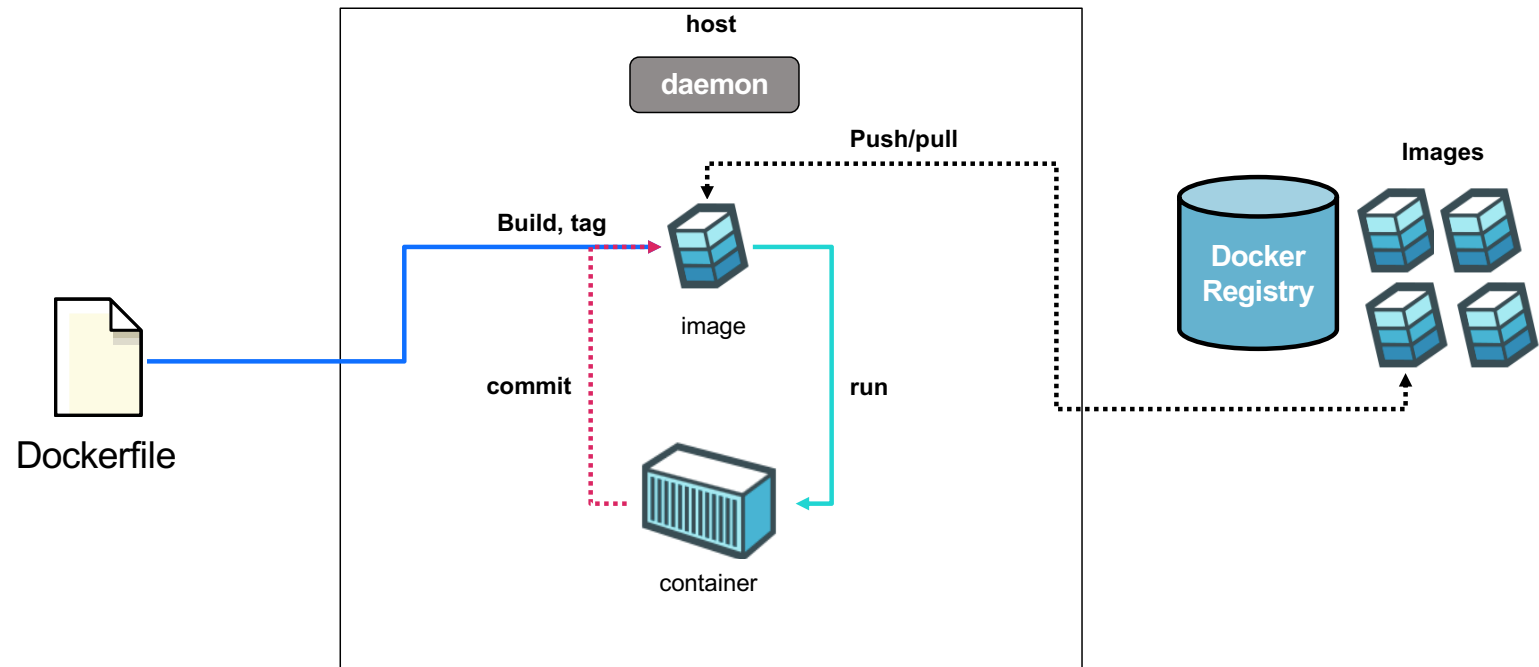 host
daemon
Push/pull
Images
Build, tag
Docker
Registry
image
commit
run
Dockerfile
container